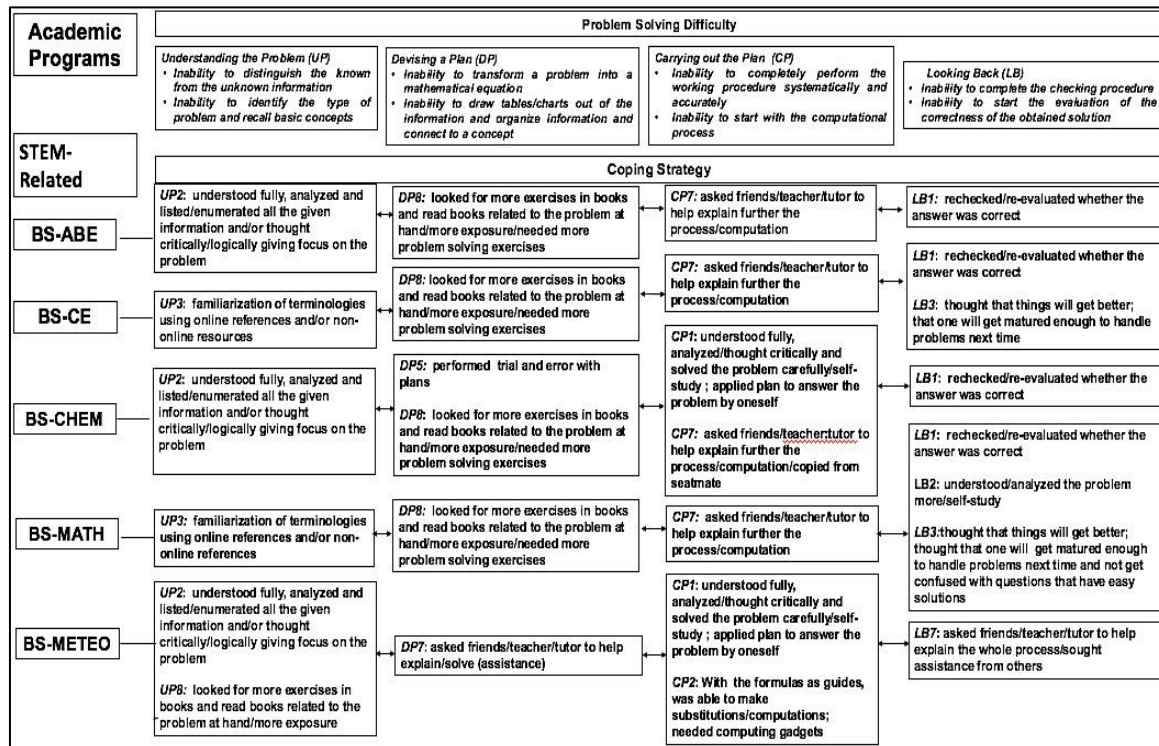 Academic
Programs
Problem Solving Difficulty
Understanding the Problem (UP)
• Inability to distinguish the known
from the unknown information
• Inability to identify the type of
problem and recall basic concepts
Devising a Plan (DP)
• Inability to transform a problem into a
mathematical equation
• Inability to draw tables/charts out of the
information and organize information and
connect to a concept
Carrying out the Plan (CP)
• Inability to completely perform the
working procedure systematically and
accurately
• Inability to start with the computational
process
Looking Back (LB)
• Inability to complete the checking procedure
• Inability to start the evaluation of the
correctness of the obtained solution
STEM-
Related
Coping Strategy
BS-ABE
UP2: understood fully, analyzed and
listed/enumerated all the given
information and/or thought
critically/logically giving focus on the
problem
DP8: looked for more exercises in books
and read books related to the problem at
hand/more exposure/needed more
problem solving exercises
CP7: asked friends/teacher/tutor to
help explain further the
process/computation
LB1: rechecked/re-evaluated whether the
answer was correct
BS-CE
UP3: familiarization of terminologies
using online references and/or non-
online resources
DP8: looked for more exercises in books
and read books related to the problem at
hand/more exposure/needed more
problem solving exercises
CP7: asked friends/teacher/tutor to
help explain further the
process/computation
LB1: rechecked/re-evaluated whether the
answer was correct
LB3: thought that things will get better;
that one will get matured enough to handle
problems next time
BS-CHEM
UP2: understood fully, analyzed and
listed/enumerated all the given
information and/or thought
critically/logically giving focus on the
problem
DP5: performed trial and error with
plans
DP8: looked for more exercises in books
and read books related to the problem at
hand/more exposure/needed more
problem solving exercises
CP1: understood fully,
analyzed/thought critically and
solved the problem carefully/self-
study ; applied plan to answer the
problem by oneself
CP7: asked friends/teacher:tutor to
help explain further the
process/computation/copied from
seatmate
LB1: rechecked/re-evaluated whether the
answer was correct
BS-MATH
UP3: familiarization of terminologies
using online references and/or non-
online references
DP8: looked for more exercises in books
and read books related to the problem at
hand/more exposure/needed more
problem solving exercises
CP7: asked friends/teacher/tutor to
help explain further the
process/computation
LB1: rechecked/re-evaluated whether the
answer was correct
LB2: understood/analyzed the problem
more/self-study
LB3:thought that things will get better;
thought that one will get matured enough
to handle problems next time and not get
confused with questions that have easy
solutions
BS-METEO
UP2: understood fully, analyzed and
listed/enumerated all the given
information and/or thought
critically/logically giving focus on the
problem
UP8: looked for more exercises in
books and read books related to the
problem at hand/more exposure
DP7: asked friends/teacher/tutor to help
explain/solve (assistance)
CP1: understood fully,
analyzed/thought critically and
solved the problem carefully/self-
study ; applied plan to answer the
problem by oneself
CP2: With the formulas as guides,
was able to make
substitutions/computations;
needed computing gadgets
LB7: asked friends/teacher/tutor to help
explain the whole process/sought
assistance from others